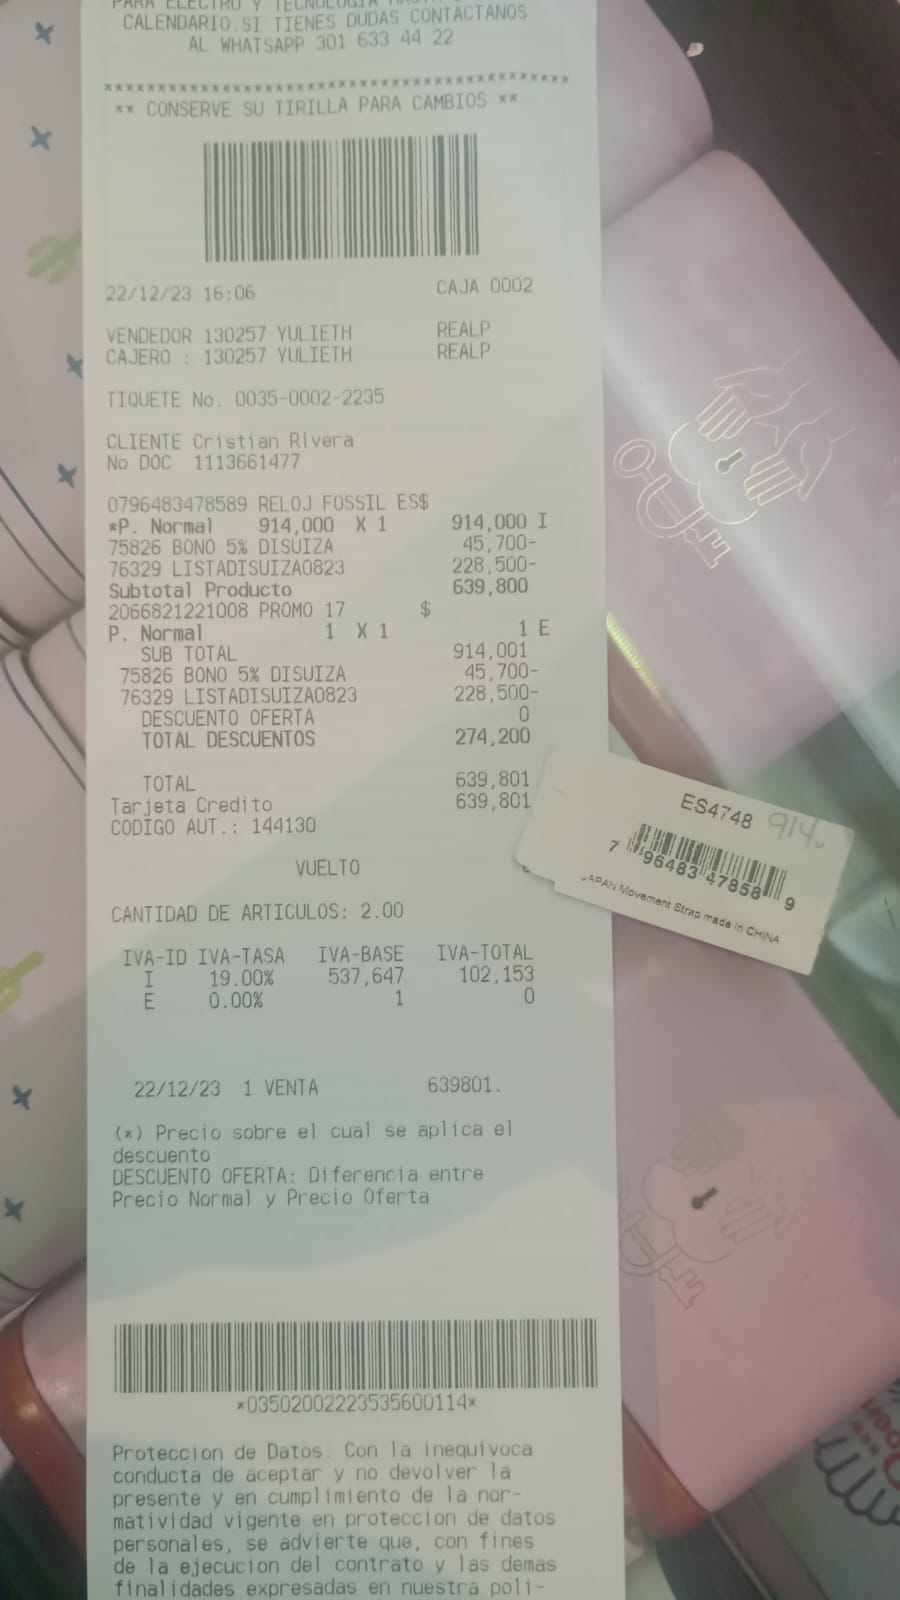 PARA ELECTRO Y TECNOLOGIA HASTA
CALENDARIO.SI TIENES DUDAS CONTACTANOS
AL WHATSAPP 301 633 44 22
*******************************************
** CONSERVE SU TIRILLA PARA CAMBIOS **
22/12/23 16:06 CAJA 0002
VENDEDOR 130257 YULIETH REALP
CAJERO : 130257 YULIETH REALP
TIQUETE No. 0035-0002-2235
CLIENTE Cristian Rivera
No DOC 1113661477
0796483478589 RELOJ FOSSIL ES$
*P. Normal 914,000 X 1 914,000 I
75826 BONO 5% DISUIZA 45,700-
76329 LISTADISUIZA0823 228,500-
Subtotal Producto 639,800
2066821221008 PROMO 17 $
P. Normal 1 X 1 1 E
SUB TOTAL 914,001
75826 BONO 5% DISUIZA 45,700-
76329 LISTADISUIZA0823 228,500-
DESCUENTO OFERTA 0
TOTAL DESCUENTOS 274,200
TOTAL 639,801
Tarjeta Credito 639,801
CODIGO AUT.: 144130
VUELTO
CANTIDAD DE ARTICULOS: 2.00
IVA-ID IVA-TASA IVA-BASE IVA-TOTAL
I 19.00% 537,647 102,153
E 0.00% 1 0
22/12/23 1 VENTA 639801.
(*) Precio sobre el cual se aplica el
descuento
DESCUENTO OFERTA: Diferencia entre
Precio Normal y Precio Oferta
*03502002223535600114*
Proteccion de Datos. Con la inequivoca
conducta de aceptar y no devolver la
presente y en cumplimiento de la nor-
matividad vigente en proteccion de datos
personales, se advierte que, con fines
de la ejecucion del contrato y las demas
finalidades expresadas en nuestra poli-
ES4748 914
7 96483 47858 9
JAPAN Movement Strap made in CHINA